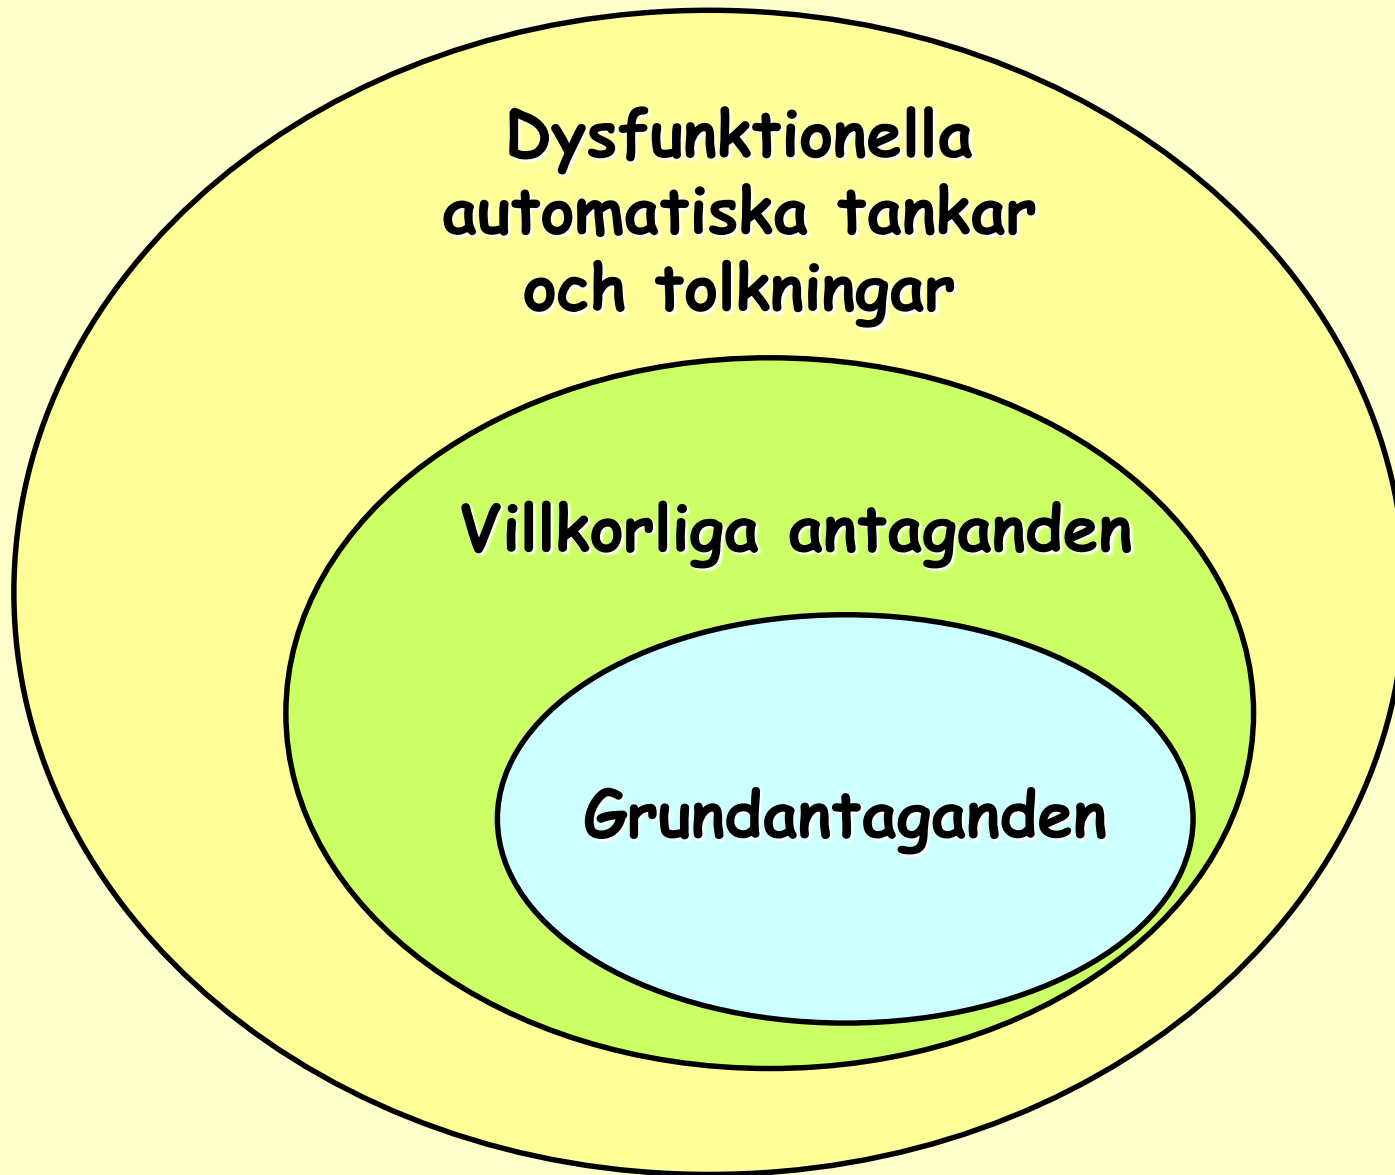 Dysfunktionella
automatiska tankar
och tolkningar
Villkorliga antaganden
Grundantaganden